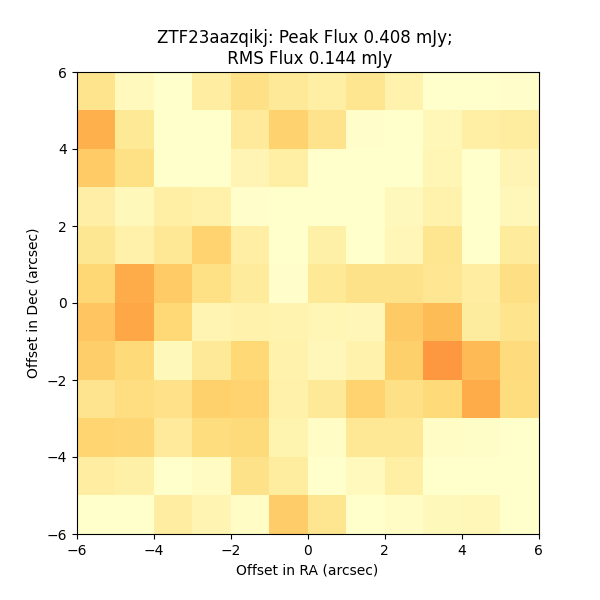 ZTF23aazqikj: Peak Flux 0.408 mJy;
RMS Flux 0.144 mJy
6
4
2
0
−2
−4
−6
Offset in Dec (arcsec)
−6 −4 −2 0 2 4 6
Offset in RA (arcsec)